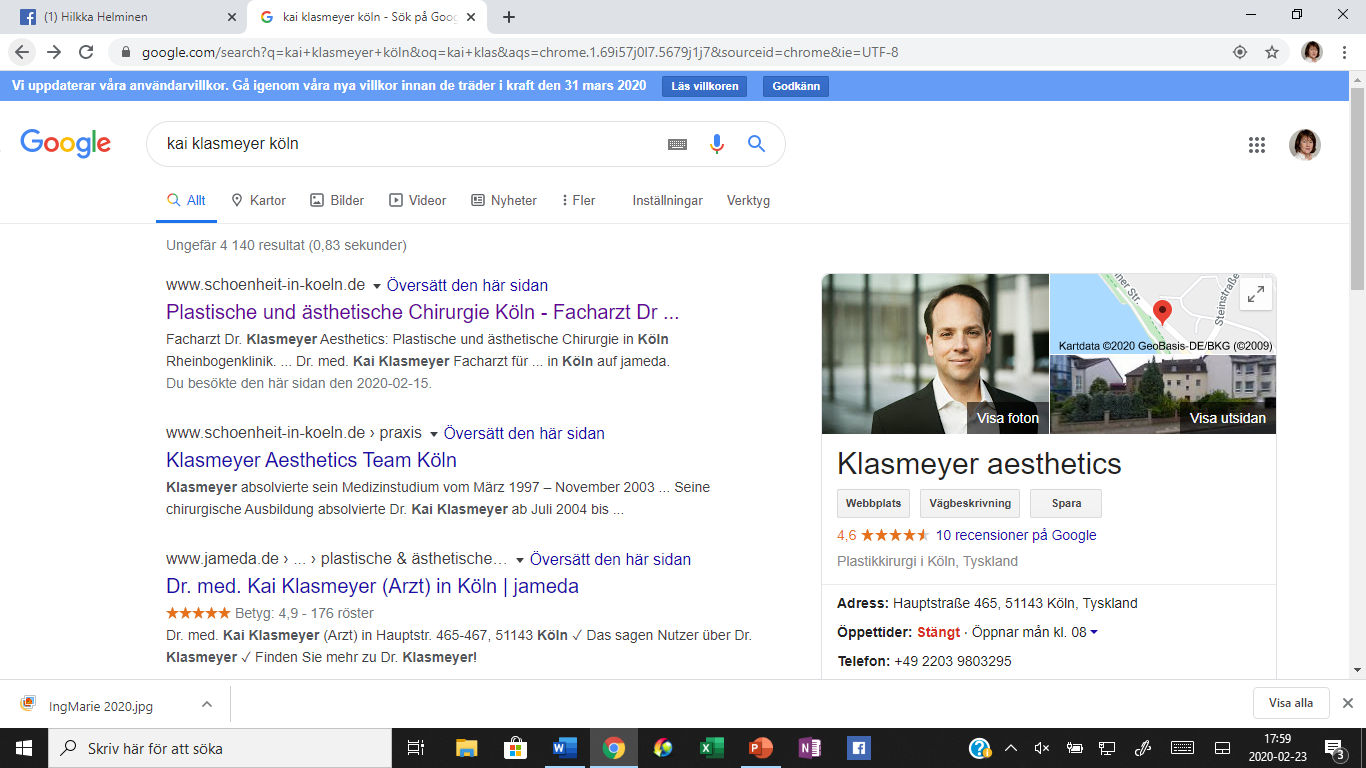 (1) Hilkka Helminen
kai klasmeyer köln - Sök på Goo
google.com/search?q=kai+klasmeyer+köln&oq=kai+klas&aqs=chrome.1.69i57j0l7.5679j1j7&sourceid=chrome&ie=UTF-8
Vi uppdaterar våra användarvillkor. Gå igenom våra nya villkor innan de träder i kraft den 31 mars 2020 Läs villkoren Godkänn
Google
kai klasmeyer köln
Allt Kartor Bilder Videor Nyheter Fler Inställningar Verktyg
Ungefär 4 140 resultat (0,83 sekunder)
www.schoenheit-in-koeln.de Översätt den här sidan
Plastische und ästhetische Chirurgie Köln - Facharzt Dr ...
Facharzt Dr. Klasmeyer Aesthetics: Plastische und ästhetische Chirurgie in Köln
Rheinbogenklinik. ... Dr. med. Kai Klasmeyer Facharzt für ... in Köln auf jameda.
Du besökte den här sidan den 2020-02-15.
www.schoenheit-in-koeln.de › praxis Översätt den här sidan
Klasmeyer Aesthetics Team Köln
Klasmeyer absolvierte sein Medizinstudium vom März 1997 – November 2003 ... Seine
chirurgische Ausbildung absolvierte Dr. Kai Klasmeyer ab Juli 2004 bis ...
www.jameda.de › ... › plastische & ästhetische… Översätt den här sidan
Dr. med. Kai Klasmeyer (Arzt) in Köln | jameda
Betyg: 4,9 - 176 röster
Dr. med. Kai Klasmeyer (Arzt) in Hauptstr. 465-467, 51143 Köln ✓ Das sagen Nutzer über Dr.
Klasmeyer ✓ Finden Sie mehr zu Dr. Klasmeyer!
iner Str.
Steinstraße
Kartdata ©2020 GeoBasis-DE/BKG (©2009)
Visa foton
Visa utsidan
Klasmeyer aesthetics
Webbplats Vägbeskrivning Spara
4,6 10 recensioner på Google
Plastikkirurgi i Köln, Tyskland
Adress: Hauptstraße 465, 51143 Köln, Tyskland
Öppettider: Stängt · Öppnar mån kl. 08
Telefon: +49 2203 9803295
IngMarie 2020.jpg
Visa alla
Skriv här för att söka
17:59
2020-02-23
3